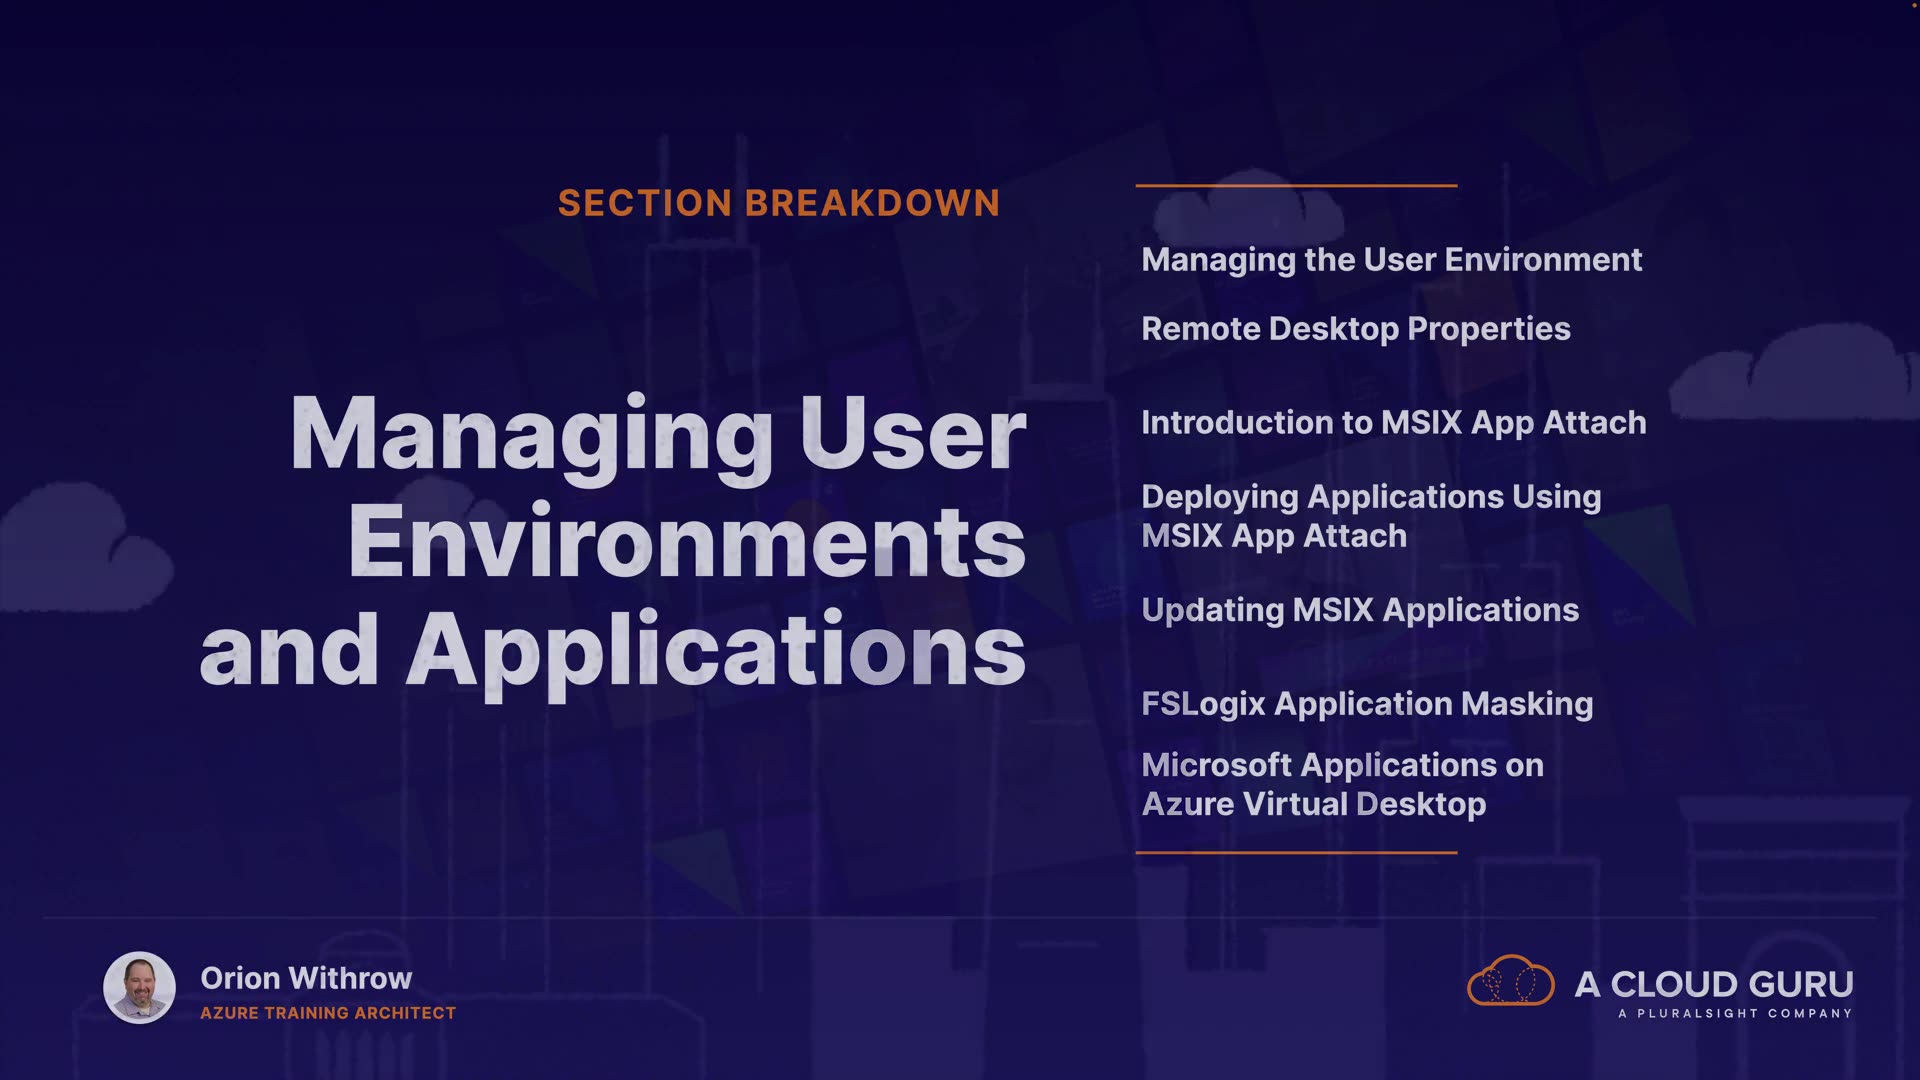 SECTION BREAKDOWN
Managing User
Environments
and Applications
Managing the User Environment
Remote Desktop Properties
Introduction to MSIX App Attach
Deploying Applications Using
MSIX App Attach
Updating MSIX Applications
FSLogix Application Masking
Microsoft Applications on
Azure Virtual Desktop
Orion Withrow
AZURE TRAINING ARCHITECT
A CLOUD GURU
A PLURALSIGHT COMPANY